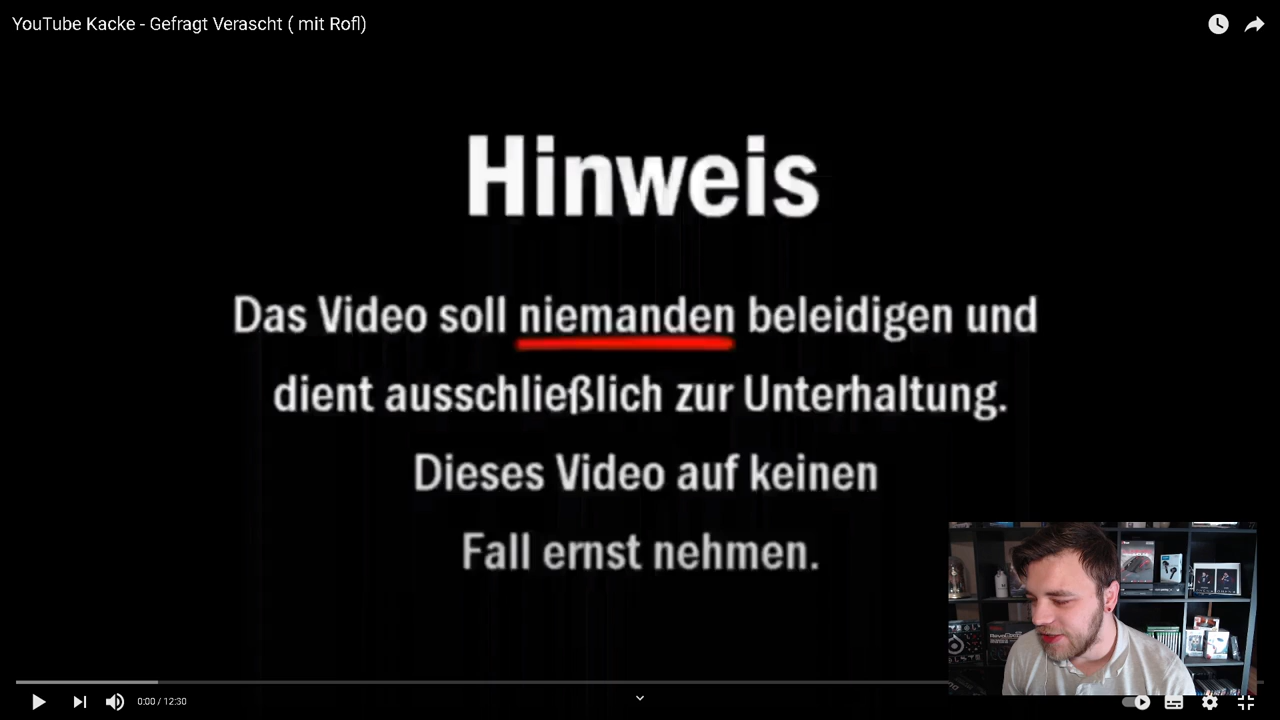 YouTube Kacke - Gefragt Verascht ( mit Rofl)
Hinweis
Das Video soll niemanden beleidigen und
dient ausschließlich zur Unterhaltung.
Dieses Video auf keinen
Fall ernst nehmen.
0:00 / 12:30